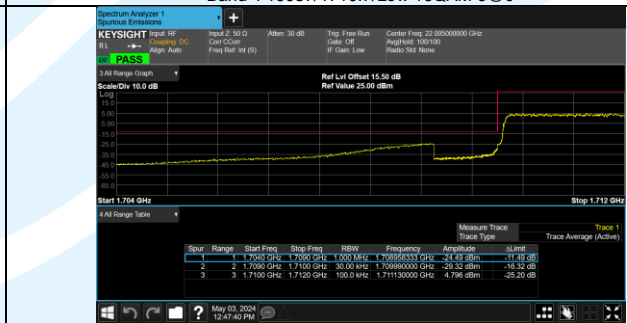 Spectrum Analyzer 1
Spurious Emissions
+
KEYSIGHT Input: RF Input Z: 50 Ω Atten: 30 dB Trig: Free Run Center Freq: 22.005000000 GHz
RL Coupling: DC Corr CCorr Gate: Off Avg|Hold: 100/100
Align: Auto Freq Ref: Int (S) IF Gain: Low Radio Std: None
PASS
3 All Range Graph Ref Lvl Offset 15.50 dB
Scale/Div 10.0 dB Ref Value 25.00 dBm
Log
15.0
5.00
-5.00
-15.0
-25.0
-35.0
-45.0
-55.0
-65.0
Start 1.704 GHz Stop 1.712 GHz
4 All Range Table
Measure Trace Trace 1
Trace Type Trace Average (Active)
Spur Range Start Freq Stop Freq RBW Frequency Amplitude ΔLimit
1 1 1.7040 GHz 1.7090 GHz 1.000 MHz 1.708958333 GHz -24.49 dBm -11.49 dB
2 2 1.7090 GHz 1.7100 GHz 30.00 kHz 1.709990000 GHz -29.32 dBm -16.32 dB
3 3 1.7100 GHz 1.7120 GHz 100.0 kHz 1.711130000 GHz 4.796 dBm -25.20 dB
? May 03, 2024
12:47:40 PM